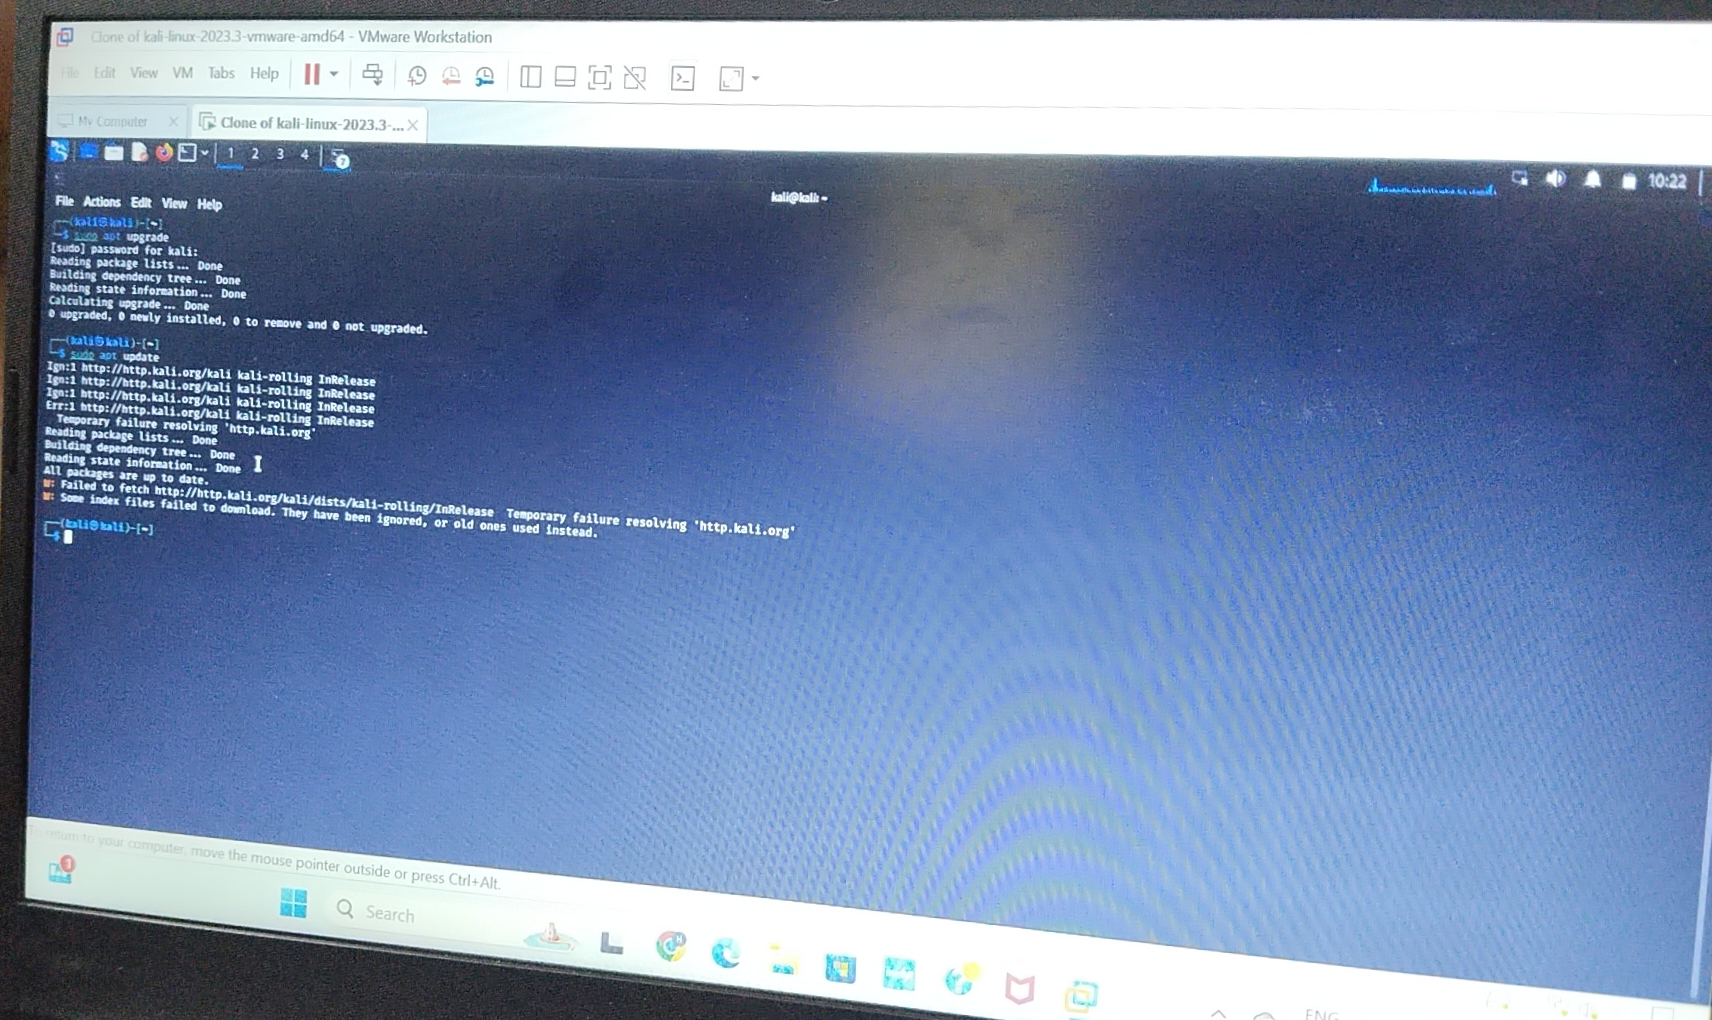 Clone of kali-linux-2023.3-vmware-amd64 - VMware Workstation
File Edit View VM Tabs Help
My Computer
Clone of kali-linux-2023.3-...
1 2 3 4
7
10:22
kali@kali: ~
File Actions Edit View Help
(kali㉿kali)-[~]
$ sudo apt upgrade
[sudo] password for kali:
Reading package lists... Done
Building dependency tree... Done
Reading state information... Done
Calculating upgrade... Done
0 upgraded, 0 newly installed, 0 to remove and 0 not upgraded.
(kali㉿kali)-[~]
$ sudo apt update
Ign:1 http://http.kali.org/kali kali-rolling InRelease
Ign:1 http://http.kali.org/kali kali-rolling InRelease
Ign:1 http://http.kali.org/kali kali-rolling InRelease
Err:1 http://http.kali.org/kali kali-rolling InRelease
Temporary failure resolving 'http.kali.org'
Reading package lists... Done
Building dependency tree... Done
Reading state information... Done
All packages are up to date.
W: Failed to fetch http://http.kali.org/kali/dists/kali-rolling/InRelease Temporary failure resolving 'http.kali.org'
W: Some index files failed to download. They have been ignored, or old ones used instead.
(kali㉿kali)-[~]
$
To return to your computer, move the mouse pointer outside or press Ctrl+Alt.
Search
ENG